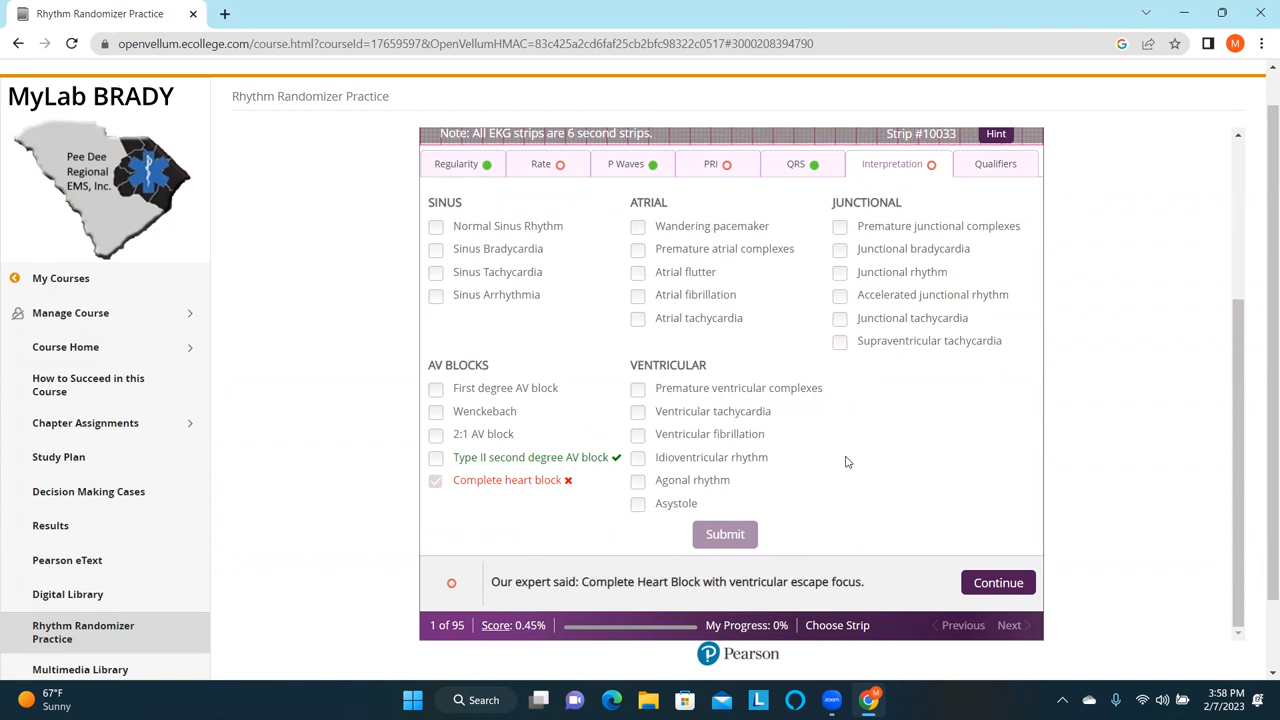 Rhythm Randomizer Practice
openvellum.ecollege.com/course.html?courseId=17659597&OpenVellumHMAC=d3c425a2cd6faf25cb2bfc98322c0517#3000208394790
M
MyLab BRADY
Pee Dee
Regional
EMS, Inc.
My Courses
Manage Course
Course Home
How to Succeed in this
Course
Chapter Assignments
Study Plan
Decision Making Cases
Results
Pearson eText
Digital Library
Rhythm Randomizer
Practice
Multimedia Library
Rhythm Randomizer Practice
Note: All EKG strips are 6 second strips.
Strip #10033
Hint
Regularity
Rate
P Waves
PRI
QRS
Interpretation
Qualifiers
SINUS
Normal Sinus Rhythm
Sinus Bradycardia
Sinus Tachycardia
Sinus Arrhythmia
ATRIAL
Wandering pacemaker
Premature atrial complexes
Atrial flutter
Atrial fibrillation
Atrial tachycardia
JUNCTIONAL
Premature junctional complexes
Junctional bradycardia
Junctional rhythm
Accelerated junctional rhythm
Junctional tachycardia
Supraventricular tachycardia
AV BLOCKS
First degree AV block
Wenckebach
2:1 AV block
Type II second degree AV block
Complete heart block
VENTRICULAR
Premature ventricular complexes
Ventricular tachycardia
Ventricular fibrillation
Idioventricular rhythm
Agonal rhythm
Asystole
Submit
Our expert said: Complete Heart Block with ventricular escape focus.
Continue
1 of 95
Score: 0.45%
My Progress: 0%
Choose Strip
Previous
Next
P Pearson
67°F
Sunny
Search
L
zoom
M
3:58 PM
2/7/2023